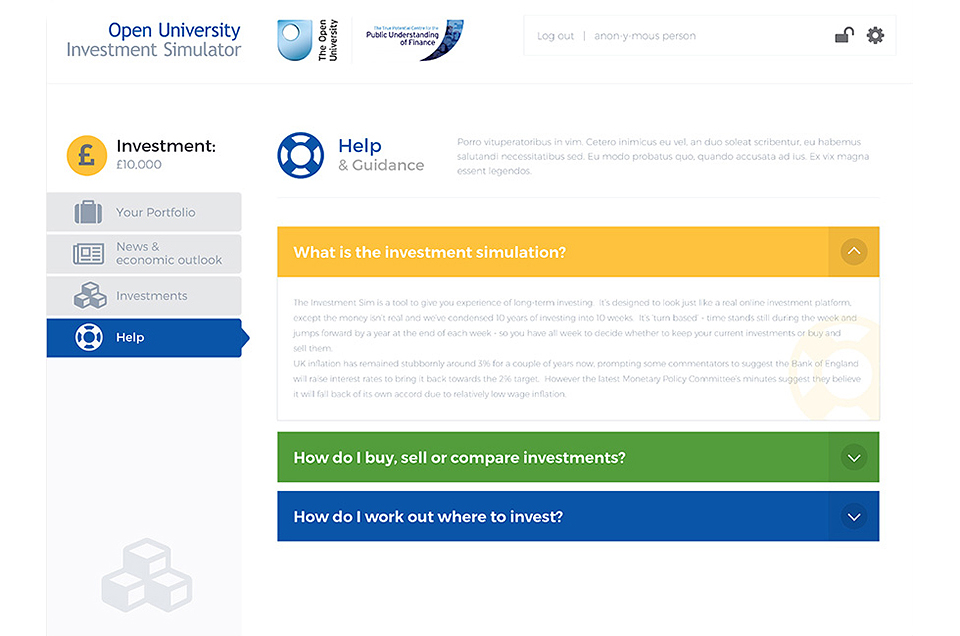 Open University
Investment Simulator
The Open
University
The True Potential Centre for the
Public Understanding
of Finance
Log out | anon-y-mous person
£
Investment:
£10,000
Your Portfolio
News &
economic outlook
Investments
Help
Help
& Guidance
Porro vituperatoribus in vim. Cetero inimicus eu vel, an duo soleat scribentur, eu habemus
salutandi necessitatibus sed. Eu modo probatus quo, quando accusata ad ius. Ex vix magna
essent legendos.
What is the investment simulation?
The Investment Sim is a tool to give you experience of long-term investing. It's designed to look just like a real online investment platform,
except the money isn't real and we've condensed 10 years of investing into 10 weeks. It's 'turn based' - time stands still during the week and
jumps forward by a year at the end of each week - so you have all week to decide whether to keep your current investments or buy and
sell them.
UK inflation has remained stubbornly around 3% for a couple of years now, prompting some commentators to suggest the Bank of England
will raise interest rates to bring it back towards the 2% target. However the latest Monetary Policy Committee's minutes suggest they believe
it will fall back of its own accord due to relatively low wage inflation.
How do I buy, sell or compare investments?
How do I work out where to invest?